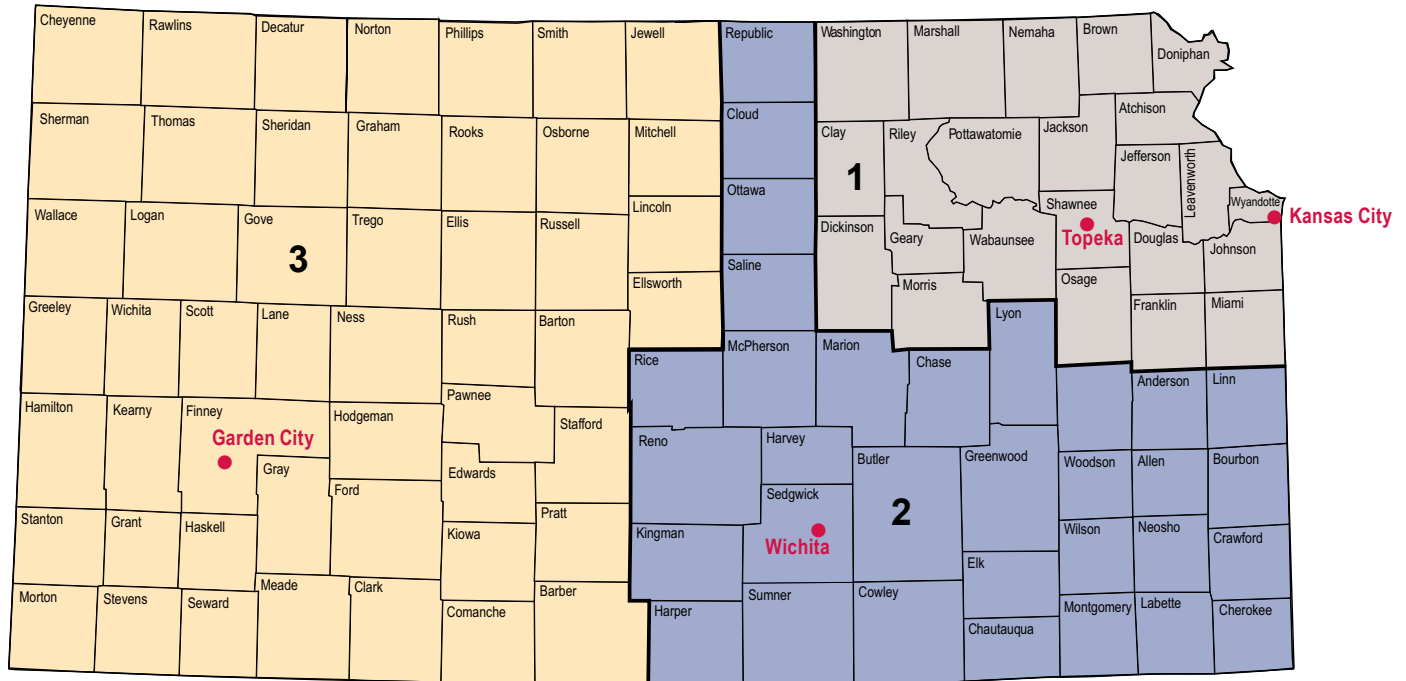 Cheyenne
Rawlins
Decatur
Norton
Phillips
Smith
Jewell
Republic
Washington
Marshall
Nemaha
Brown
Doniphan
Sherman
Thomas
Sheridan
Graham
Rooks
Osborne
Mitchell
Cloud
Clay
Riley
Pottawatomie
Jackson
Atchison
Jefferson
Leavenworth
1
Wyandotte
Kansas City
Wallace
Logan
Gove
Trego
Ellis
Russell
Lincoln
Ottawa
Dickinson
Geary
Wabaunsee
Shawnee
Topeka
Douglas
Johnson
3
Ellsworth
Saline
Morris
Osage
Franklin
Miami
Greeley
Wichita
Scott
Lane
Ness
Rush
Barton
Rice
McPherson
Marion
Chase
Lyon
Anderson
Linn
Hamilton
Kearny
Finney
Garden City
Hodgeman
Pawnee
Stafford
Reno
Harvey
Butler
Greenwood
Woodson
Allen
Bourbon
Gray
Ford
Edwards
Sedgwick
Wichita
2
Stanton
Grant
Haskell
Kiowa
Pratt
Kingman
Elk
Wilson
Neosho
Crawford
Morton
Stevens
Seward
Meade
Clark
Comanche
Barber
Harper
Sumner
Cowley
Chautauqua
Montgomery
Labette
Cherokee